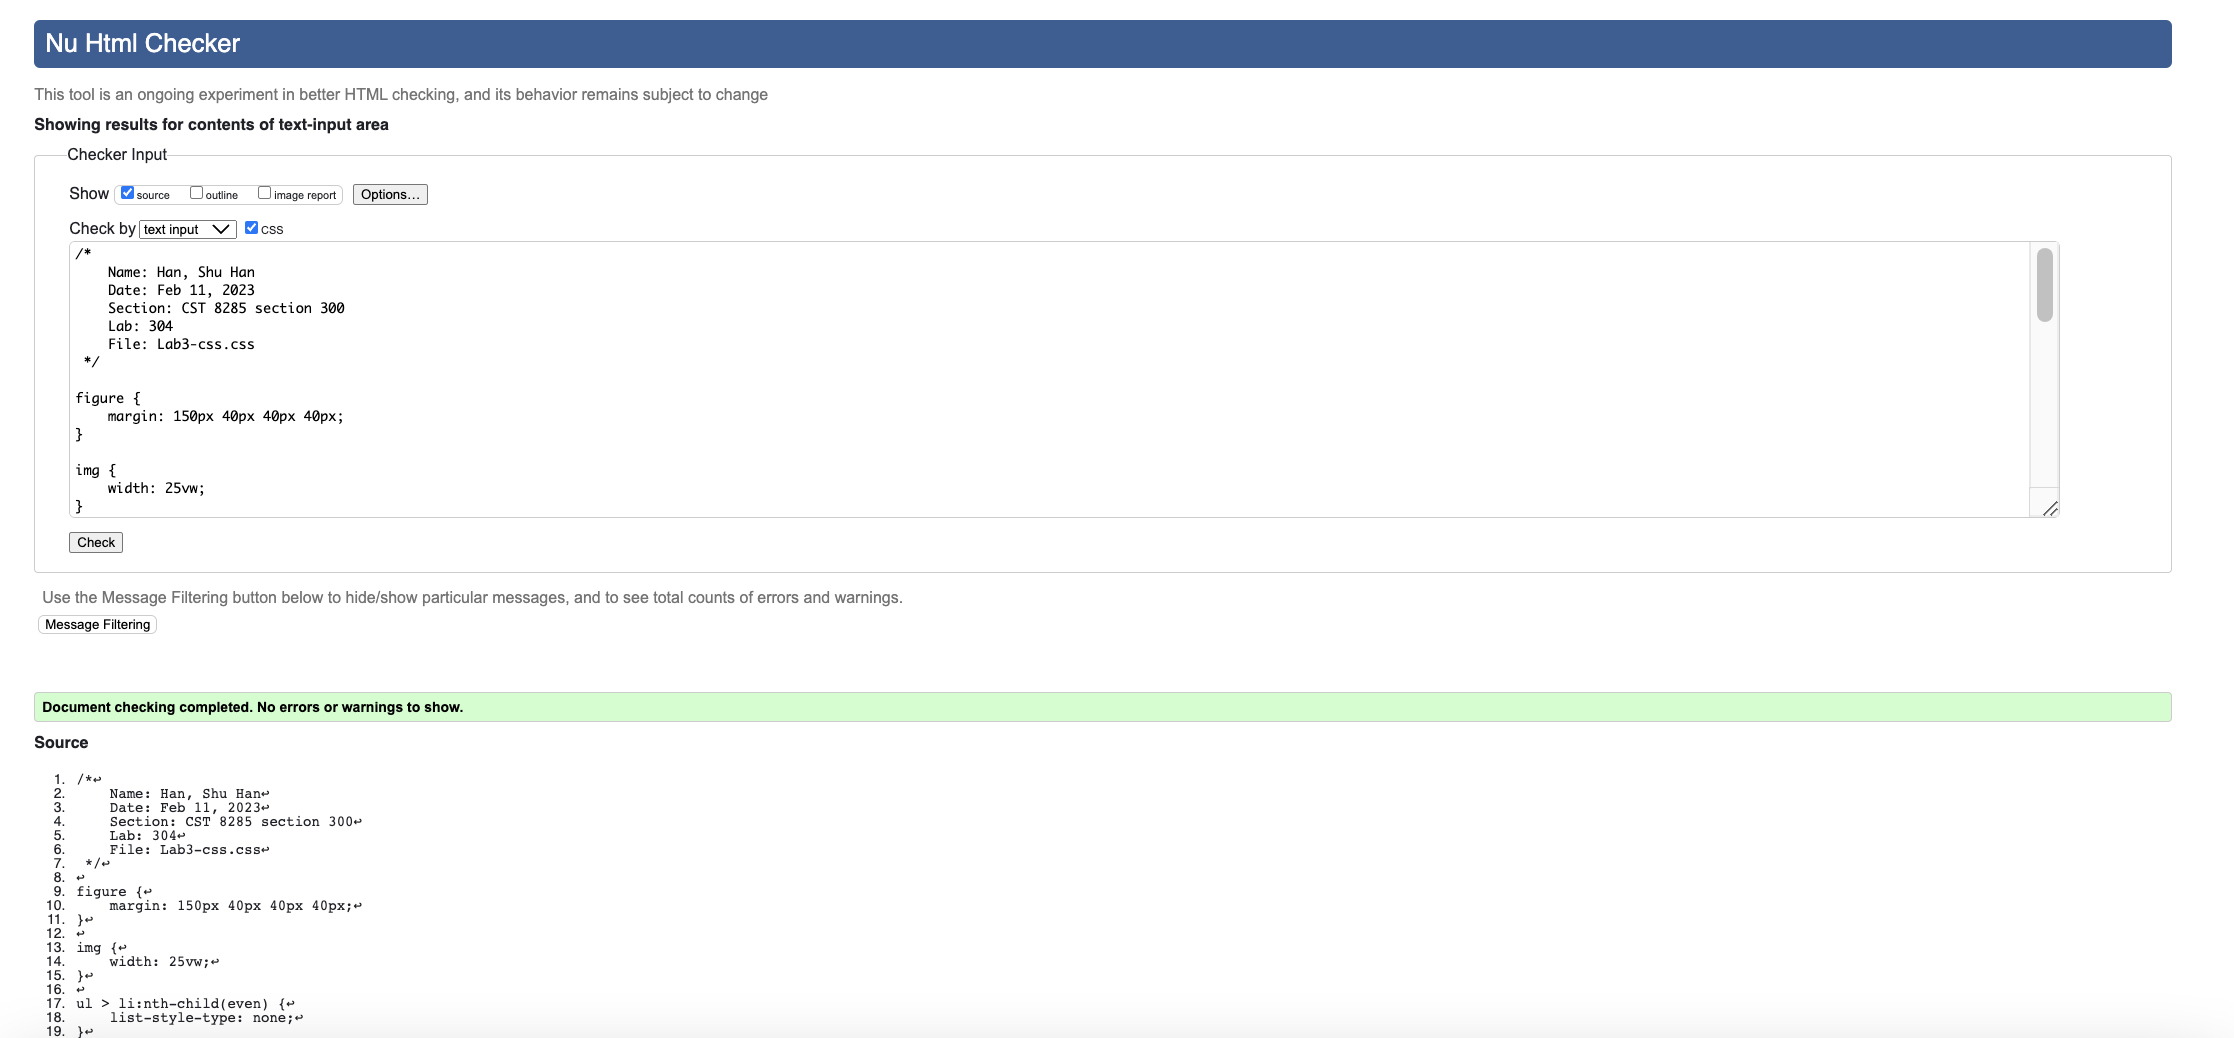 Nu Html Checker
This tool is an ongoing experiment in better HTML checking, and its behavior remains subject to change
Showing results for contents of text-input area
Checker Input
Show source outline image report Options...
Check by text input css
/*
    Name: Han, Shu Han
    Date: Feb 11, 2023
    Section: CST 8285 section 300
    Lab: 304
    File: Lab3-css.css
 */
figure {
    margin: 150px 40px 40px 40px;
}
img {
    width: 25vw;
}
Check
Use the Message Filtering button below to hide/show particular messages, and to see total counts of errors and warnings.
Message Filtering
Document checking completed. No errors or warnings to show.
Source
1. /*↩
2.     Name: Han, Shu Han↩
3.     Date: Feb 11, 2023↩
4.     Section: CST 8285 section 300↩
5.     Lab: 304↩
6.     File: Lab3-css.css↩
7.  */↩
8. ↩
9. figure {↩
10.     margin: 150px 40px 40px 40px;↩
11. }↩
12. ↩
13. img {↩
14.     width: 25vw;↩
15. }↩
16. ↩
17. ul > li:nth-child(even) {↩
18.     list-style-type: none;↩
19. }↩